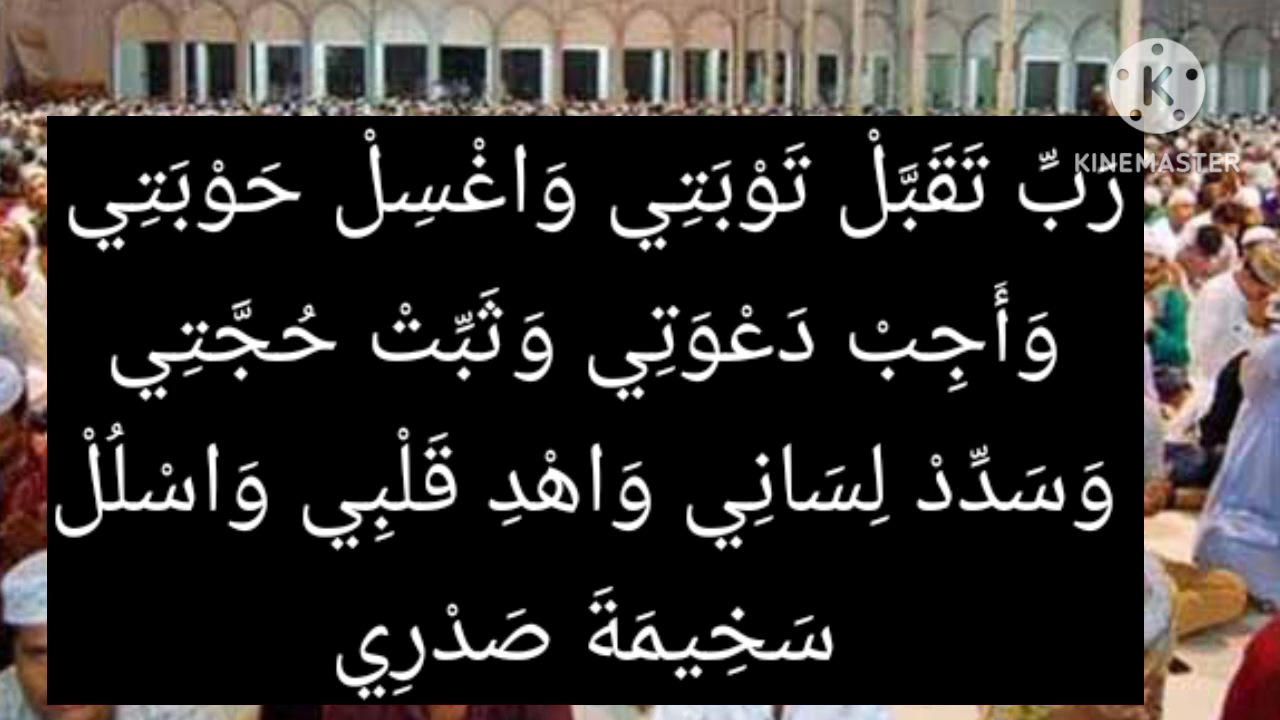 رَبِّ تَقَبَّلْ تَوْبَتِي وَاغْسِلْ حَوْبَتِي
وَأَجِبْ دَعْوَتِي وَثَبِّتْ حُجَّتِي
وَسَدِّدْ لِسَانِي وَاهْدِ قَلْبِي وَاسْلُلْ
سَخِيمَةَ صَدْرِي
K
KINEMASTER